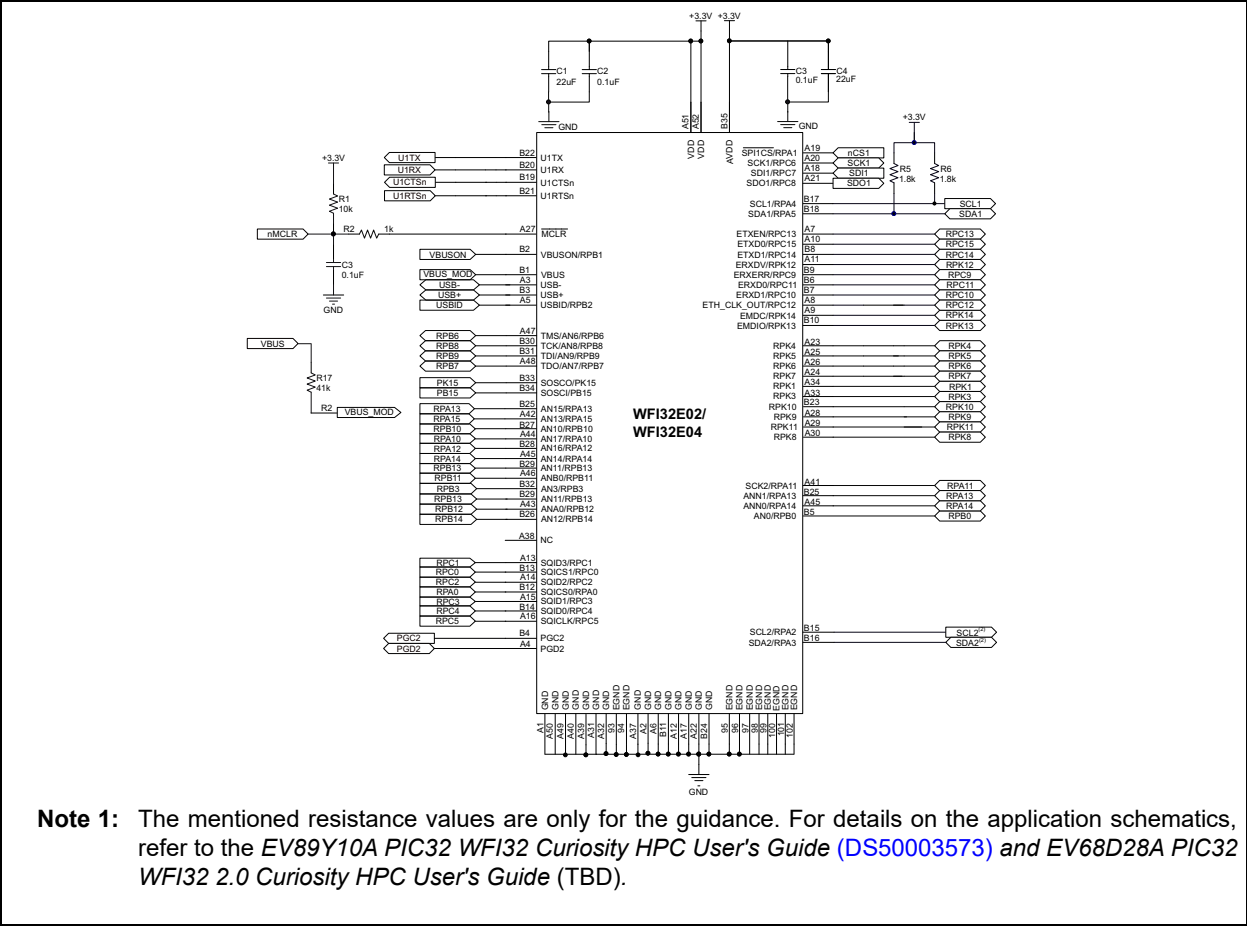 +3.3V +3.3V
C1
22uF
C2
0.1uF
GND
C3
0.1uF
C4
22uF
GND
A51
A52
B35
VDD
VDD
AVDD
+3.3V
R5
1.8k
R6
1.8k
U1TX B22 U1TX
U1RX B20 U1RX
U1CTSn B19 U1CTSn
U1RTSn B21 U1RTSn
+3.3V
R1
10k
nMCLR R2 1k A27 MCLR
C3
0.1uF
GND
VBUSON B2 VBUSON/RPB1
VBUS_MOD B1 VBUS
USB- A3 USB-
USB+ B3 USB+
USBID A5 USBID/RPB2
VBUS
R17
41k
R2 VBUS_MOD
RPB6 A47 TMS/AN6/RPB6
RPB8 B30 TCK/AN8/RPB8
RPB9 B31 TDI/AN9/RPB9
RPB7 A48 TDO/AN7/RPB7
PK15 B33 SOSCO/PK15
PB15 B34 SOSCI/PB15
RPA13 B25 AN15/RPA13
RPA15 A42 AN13/RPA15
RPB10 B27 AN10/RPB10
RPA10 A44 AN17/RPA10
RPA12 B28 AN16/RPA12
RPA14 A45 AN14/RPA14
RPB13 B29 AN11/RPB13
RPB11 A46 ANB0/RPB11
RPB3 B32 AN3/RPB3
RPB13 B29 AN11/RPB13
RPB12 A43 ANA0/RPB12
RPB14 B26 AN12/RPB14
A38 NC
RPC1 A13 SQID3/RPC1
RPC0 B13 SQICS1/RPC0
RPC2 A14 SQID2/RPC2
RPA0 B12 SQICS0/RPA0
RPC3 A15 SQID1/RPC3
RPC4 B14 SQID0/RPC4
RPC5 A16 SQICLK/RPC5
PGC2 B4 PGC2
PGD2 A4 PGD2
WFI32E02/
WFI32E04
SPI1CS/RPA1 A19 nCS1
SCK1/RPC6 A20 SCK1
SDI1/RPC7 A18 SDI1
SDO1/RPC8 A21 SDO1
SCL1/RPA4 B17 SCL1
SDA1/RPA5 B18 SDA1
ETXEN/RPC13 A7 RPC13
ETXD0/RPC15 A10 RPC15
ETXD1/RPC14 B8 RPC14
ERXDV/RPK12 A11 RPK12
ERXERR/RPC9 B9 RPC9
ERXD0/RPC11 B6 RPC11
ERXD1/RPC10 B7 RPC10
ETH_CLK_OUT/RPC12 A8 RPC12
EMDC/RPK14 A9 RPK14
EMDIO/RPK13 B10 RPK13
RPK4 A23 RPK4
RPK5 A25 RPK5
RPK6 A26 RPK6
RPK7 A24 RPK7
RPK1 A34 RPK1
RPK3 A33 RPK3
RPK10 B23 RPK10
RPK9 A28 RPK9
RPK11 A29 RPK11
RPK8 A30 RPK8
SCK2/RPA11 A41 RPA11
ANN1/RPA13 B25 RPA13
ANN0/RPA14 A45 RPA14
AN0/RPB0 B5 RPB0
SCL2/RPA2 B15 SCL2(2)
SDA2/RPA3 B16 SDA2(2)
GND GND GND GND GND GND GND EGND EGND GND GND GND GND GND GND GND GND EGND EGND EGND EGND EGND EGND EGND
A1 A50 A49 A40 A39 A31 A32 93 94 A37 A2 A6 B11 A12 A17 A22 B24 95 96 97 98 99 100 101 102
GND
Note 1: The mentioned resistance values are only for the guidance. For details on the application schematics,
refer to the EV89Y10A PIC32 WFI32 Curiosity HPC User's Guide (DS50003573) and EV68D28A PIC32
WFI32 2.0 Curiosity HPC User's Guide (TBD).